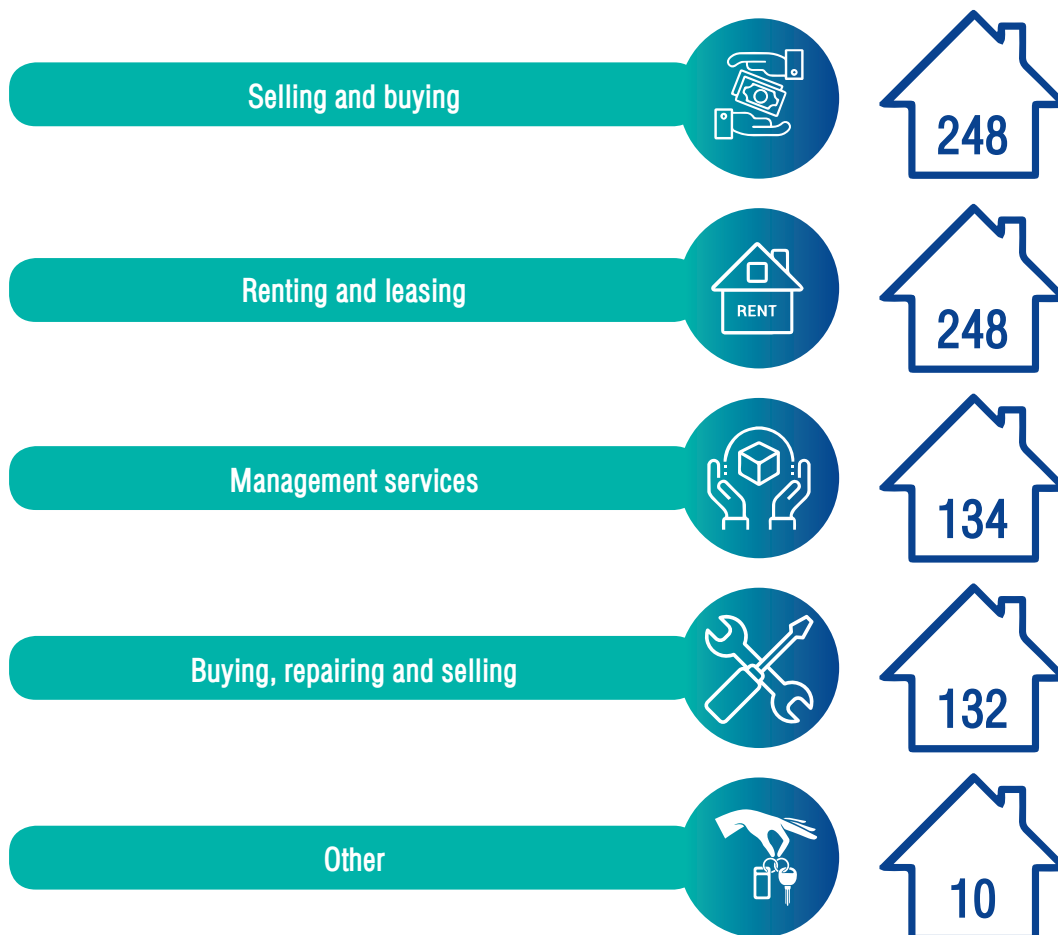 Selling and buying
248
Renting and leasing
RENT
248
Management services
134
Buying, repairing and selling
132
Other
10